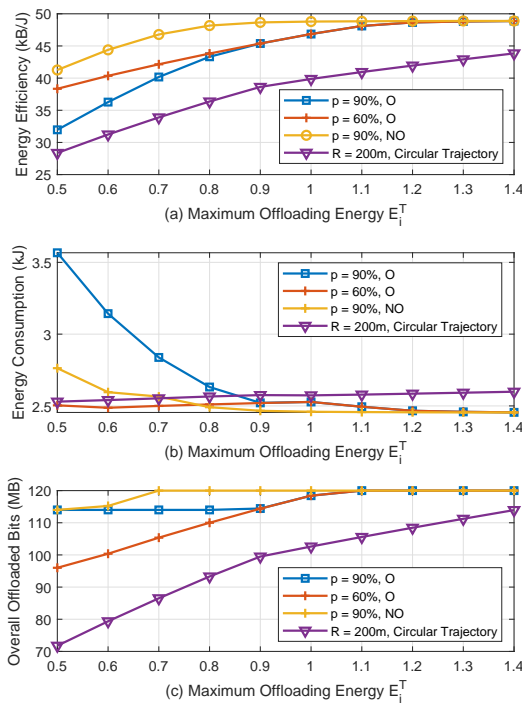 50
45
40
35
30
25
Energy Efficiency (kB/J)
p = 90%, O
p = 60%, O
p = 90%, NO
R = 200m, Circular Trajectory
0.5 0.6 0.7 0.8 0.9 1 1.1 1.2 1.3 1.4
(a) Maximum Offloading Energy E_i^T
3.5
3
2.5
Energy Consumption (kJ)
p = 90%, O
p = 60%, O
p = 90%, NO
R = 200m, Circular Trajectory
0.5 0.6 0.7 0.8 0.9 1 1.1 1.2 1.3 1.4
(b) Maximum Offloading Energy E_i^T
120
110
100
90
80
70
Overall Offloaded Bits (MB)
p = 90%, O
p = 60%, O
p = 90%, NO
R = 200m, Circular Trajectory
0.5 0.6 0.7 0.8 0.9 1 1.1 1.2 1.3 1.4
(c) Maximum Offloading Energy E_i^T